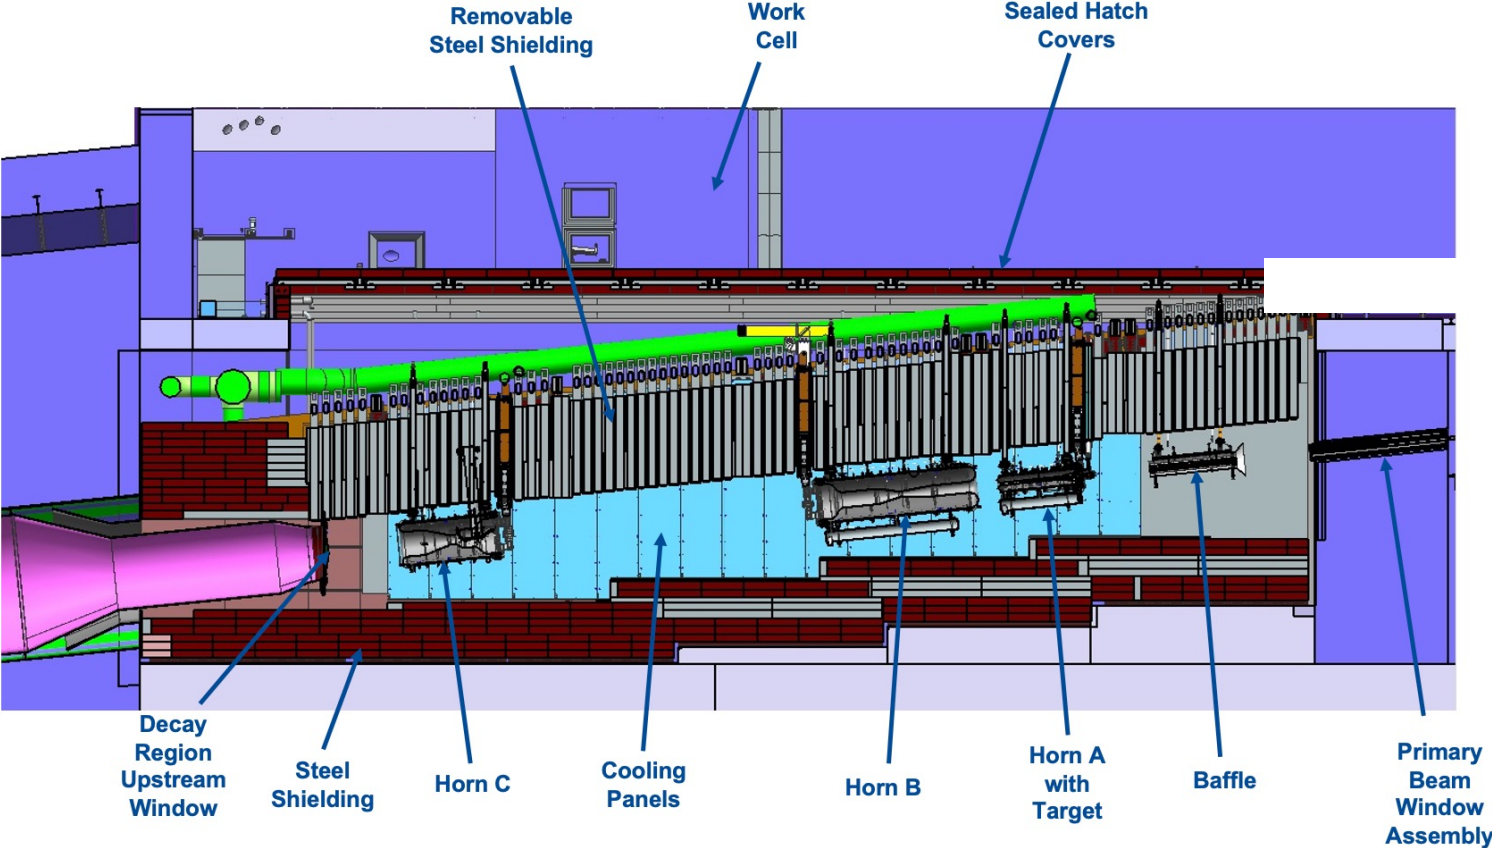 Removable
Steel Shielding
Work
Cell
Sealed Hatch
Covers
Decay
Region
Upstream
Window
Steel
Shielding
Horn C
Cooling
Panels
Horn B
Horn A
with
Target
Baffle
Primary
Beam
Window
Assembly